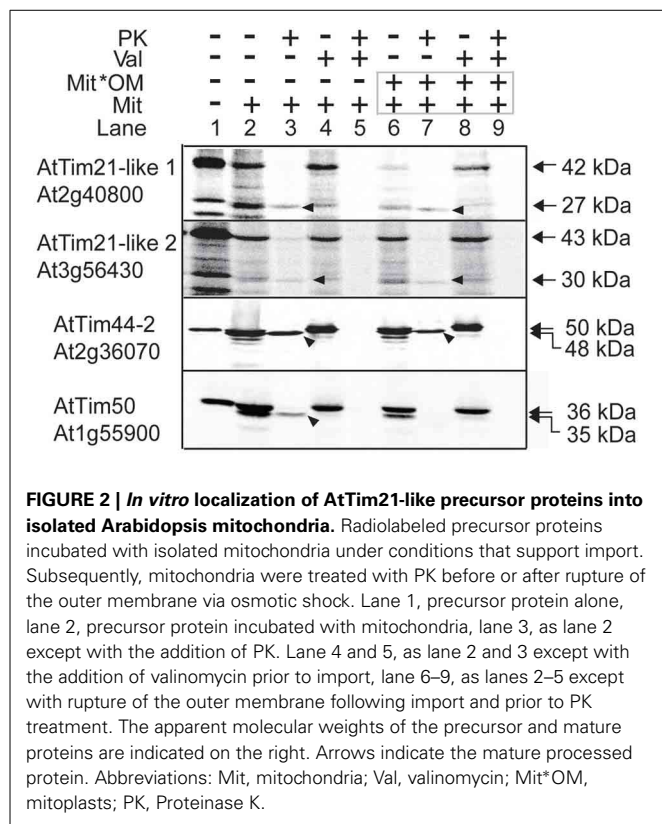 PK - - + - + - + - +
Val - - - + + - - + +
Mit*OM - - - - - + + + +
Mit - + + + + + + + +
Lane 1 2 3 4 5 6 7 8 9
AtTim21-like 1
At2g40800
42 kDa
27 kDa
AtTim21-like 2
At3g56430
43 kDa
30 kDa
AtTim44-2
At2g36070
50 kDa
48 kDa
AtTim50
At1g55900
36 kDa
35 kDa
FIGURE 2 | In vitro localization of AtTim21-like precursor proteins into
isolated Arabidopsis mitochondria. Radiolabeled precursor proteins
incubated with isolated mitochondria under conditions that support import.
Subsequently, mitochondria were treated with PK before or after rupture of
the outer membrane via osmotic shock. Lane 1, precursor protein alone,
lane 2, precursor protein incubated with mitochondria, lane 3, as lane 2
except with the addition of PK. Lane 4 and 5, as lane 2 and 3 except with
the addition of valinomycin prior to import, lane 6–9, as lanes 2–5 except
with rupture of the outer membrane following import and prior to PK
treatment. The apparent molecular weights of the precursor and mature
proteins are indicated on the right. Arrows indicate the mature processed
protein. Abbreviations: Mit, mitochondria; Val, valinomycin; Mit*OM,
mitoplasts; PK, Proteinase K.